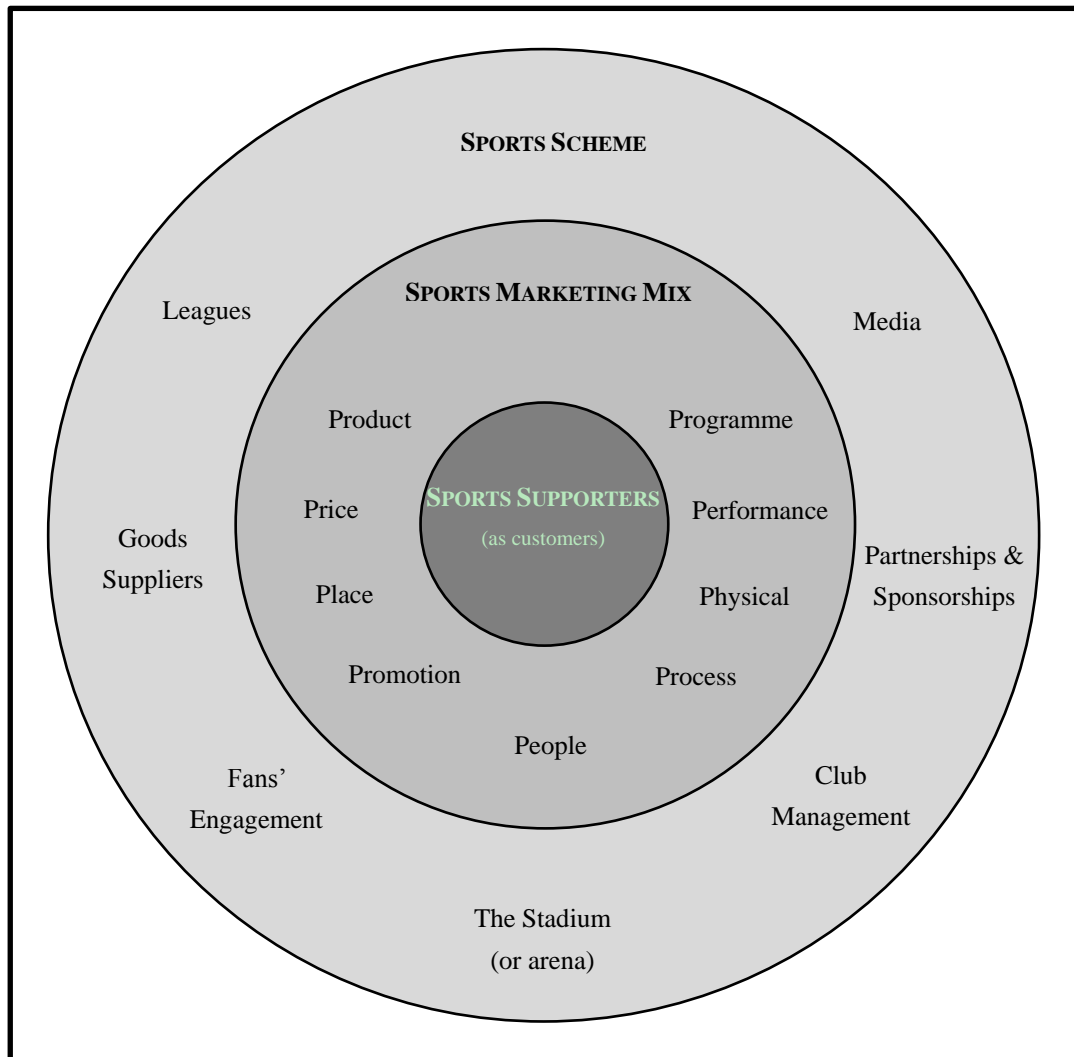 SPORTS SCHEME
SPORTS MARKETING MIX
Leagues
Media
Product
Programme
SPORTS SUPPORTERS
(as customers)
Price
Performance
Goods
Suppliers
Partnerships &
Sponsorships
Place
Physical
Promotion
Process
People
Fans’
Engagement
Club
Management
The Stadium
(or arena)